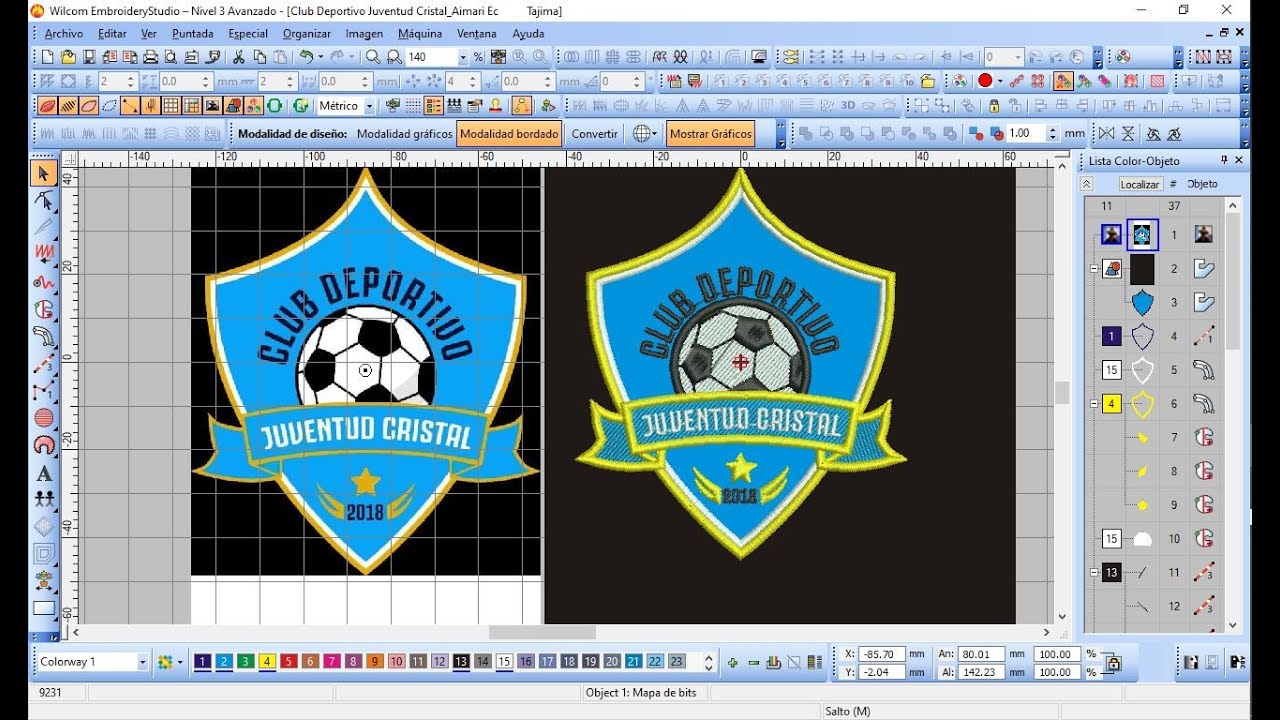 Wilcom EmbroideryStudio – Nivel 3 Avanzado - [Club Deportivo Juventud Cristal_Aimari Ec Tajima]
Archivo Editar Ver Puntada Especial Organizar Imagen Máquina Ventana Ayuda
140 % 0
2 0.0 mm 2 0.0 mm 4 0.0 mm 0
Métrico 3D
Modalidad de diseño: Modalidad gráficos Modalidad bordado Convertir Mostrar Gráficos 1.00 mm
-140 -120 -100 -80 -60 -40 -20 0 20 40 60
Lista Color-Objeto
Localizar # Objeto
11 37
1
2
3
1 4
15 5
4 6
7
8
9
15 10
13 11
12
40
20
0
-20
-40
-60
CLUB DEPORTIVO
JUVENTUD CRISTAL
2018
CLUB DEPORTIVO
JUVENTUD CRISTAL
2018
Colorway 1
1 2 3 4 5 6 7 8 9 10 11 12 13 14 15 16 17 18 19 20 21 22 23
X: -85.70 mm An: 80.01 mm 100.00 %
Y: -2.04 mm Al: 142.23 mm 100.00 %
9231 Object 1: Mapa de bits
Salto (M)